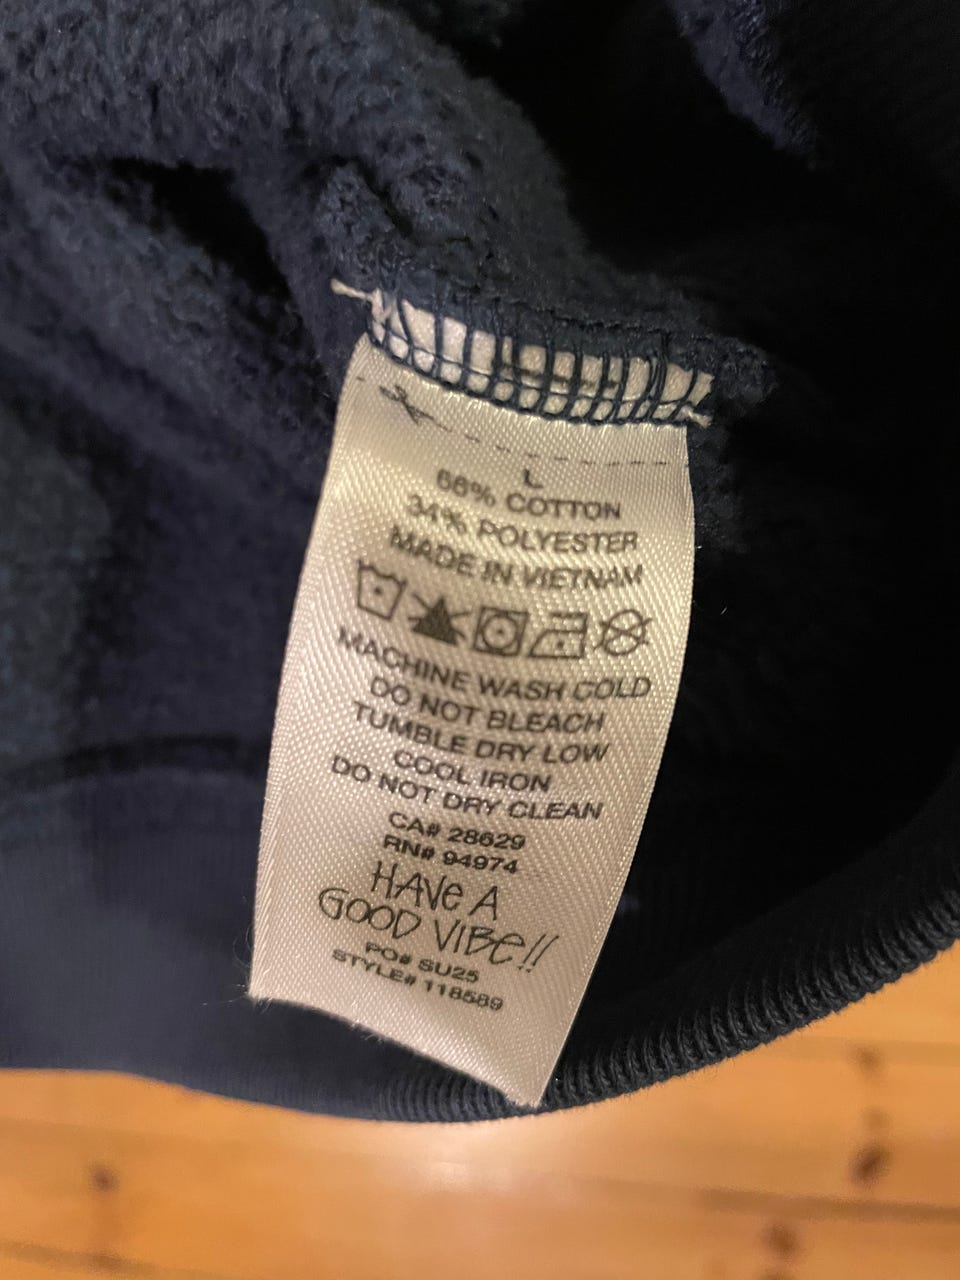 L
66% COTTON
34% POLYESTER
MADE IN VIETNAM
MACHINE WASH COLD
DO NOT BLEACH
TUMBLE DRY LOW
COOL IRON
DO NOT DRY CLEAN
CA# 28629
RN# 94974
HAVe A
GOOD VIBe!!
PO# SU25
STYLE# 118589